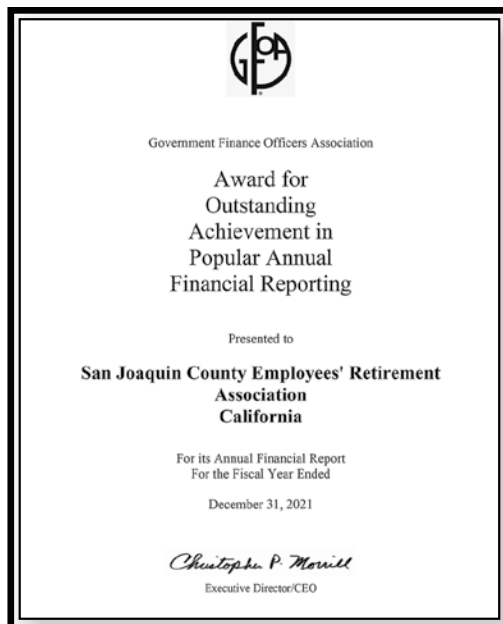 GFOA
Government Finance Officers Association
Award for
Outstanding
Achievement in
Popular Annual
Financial Reporting
Presented to
San Joaquin County Employees' Retirement
Association
California
For its Annual Financial Report
For the Fiscal Year Ended
December 31, 2021
Christopher P. Morrill
Executive Director/CEO